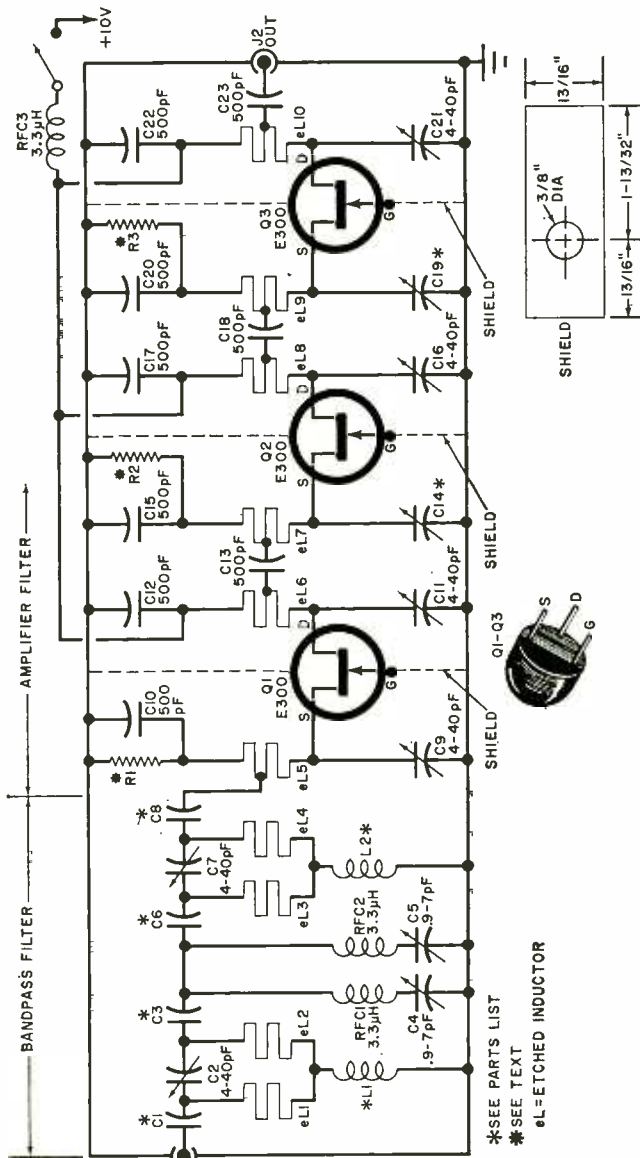 BANDPASS FILTER
AMPLIFIER FILTER
RFC3
3.3µH
+10V
*C1
C2
4-40pF
*C3
*C6
C7
4-40pF
*C8
eL1
eL2
eL3
eL4
*L1
L2*
RFC1
3.3µH
RFC2
3.3µH
C4
.9-7pF
C5
.9-7pF
✱
R1
C10
500
pF
eL5
C9
4-40pF
Q1
E300
S
D
G
SHIELD
C12
500pF
eL6
C11
4-40pF
C13
500pF
C15
500pF
✱
R2
eL7
C14*
Q2
E300
S
D
G
SHIELD
C17
500pF
eL8
C16
4-40pF
C18
500pF
C20
500pF
✱
R3
eL9
C19*
Q3
E300
S
D
G
SHIELD
C22
500pF
eL10
C21
4-40pF
C23
500pF
J2
OUT
*SEE PARTS LIST
✱SEE TEXT
eL=ETCHED INDUCTOR
Q1-Q3
S
D
G
SHIELD
3/8"
DIA
13/16"
13/16"
1-13/32"